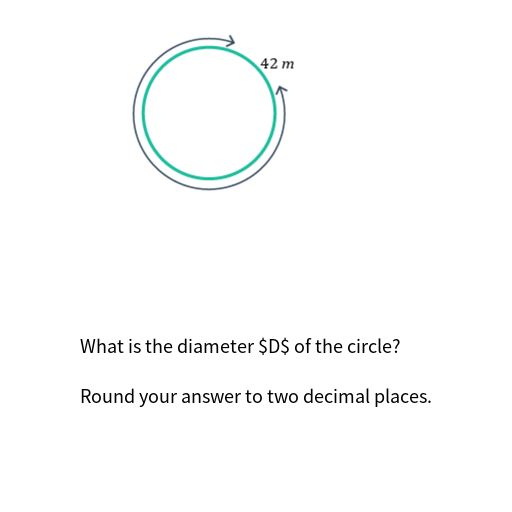 42 m
What is the diameter $D$ of the circle?
Round your answer to two decimal places.